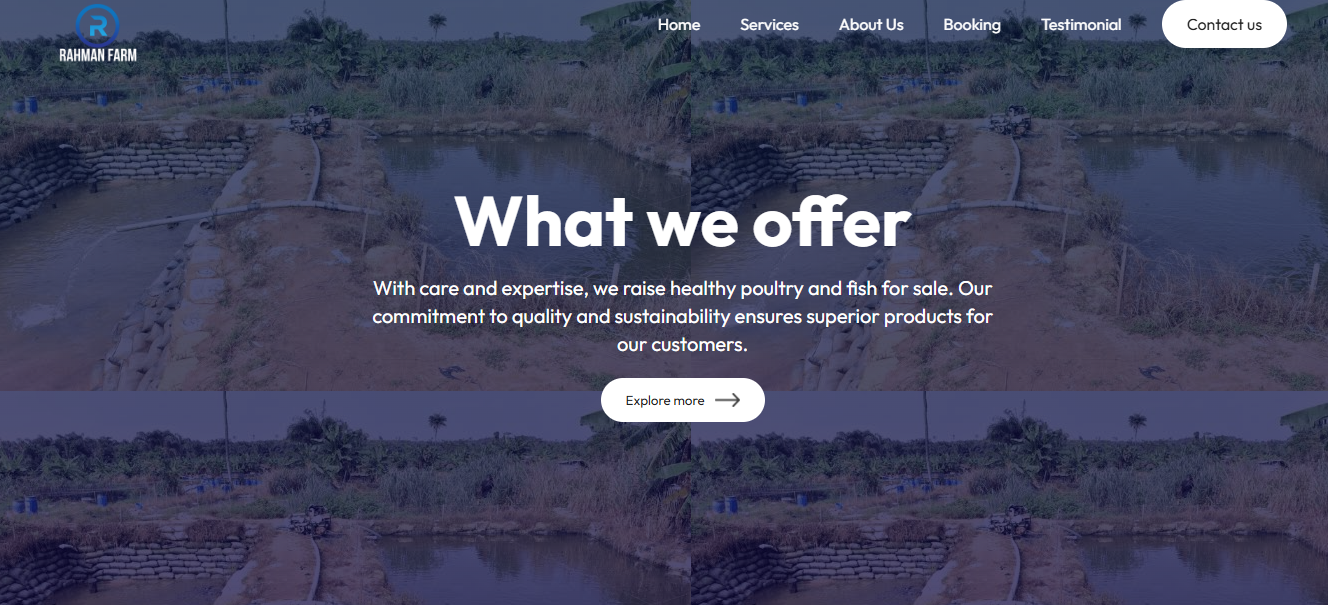 R
RAHMAN FARM
Home Services About Us Booking Testimonial Contact us
What we offer
With care and expertise, we raise healthy poultry and fish for sale. Our
commitment to quality and sustainability ensures superior products for
our customers.
Explore more